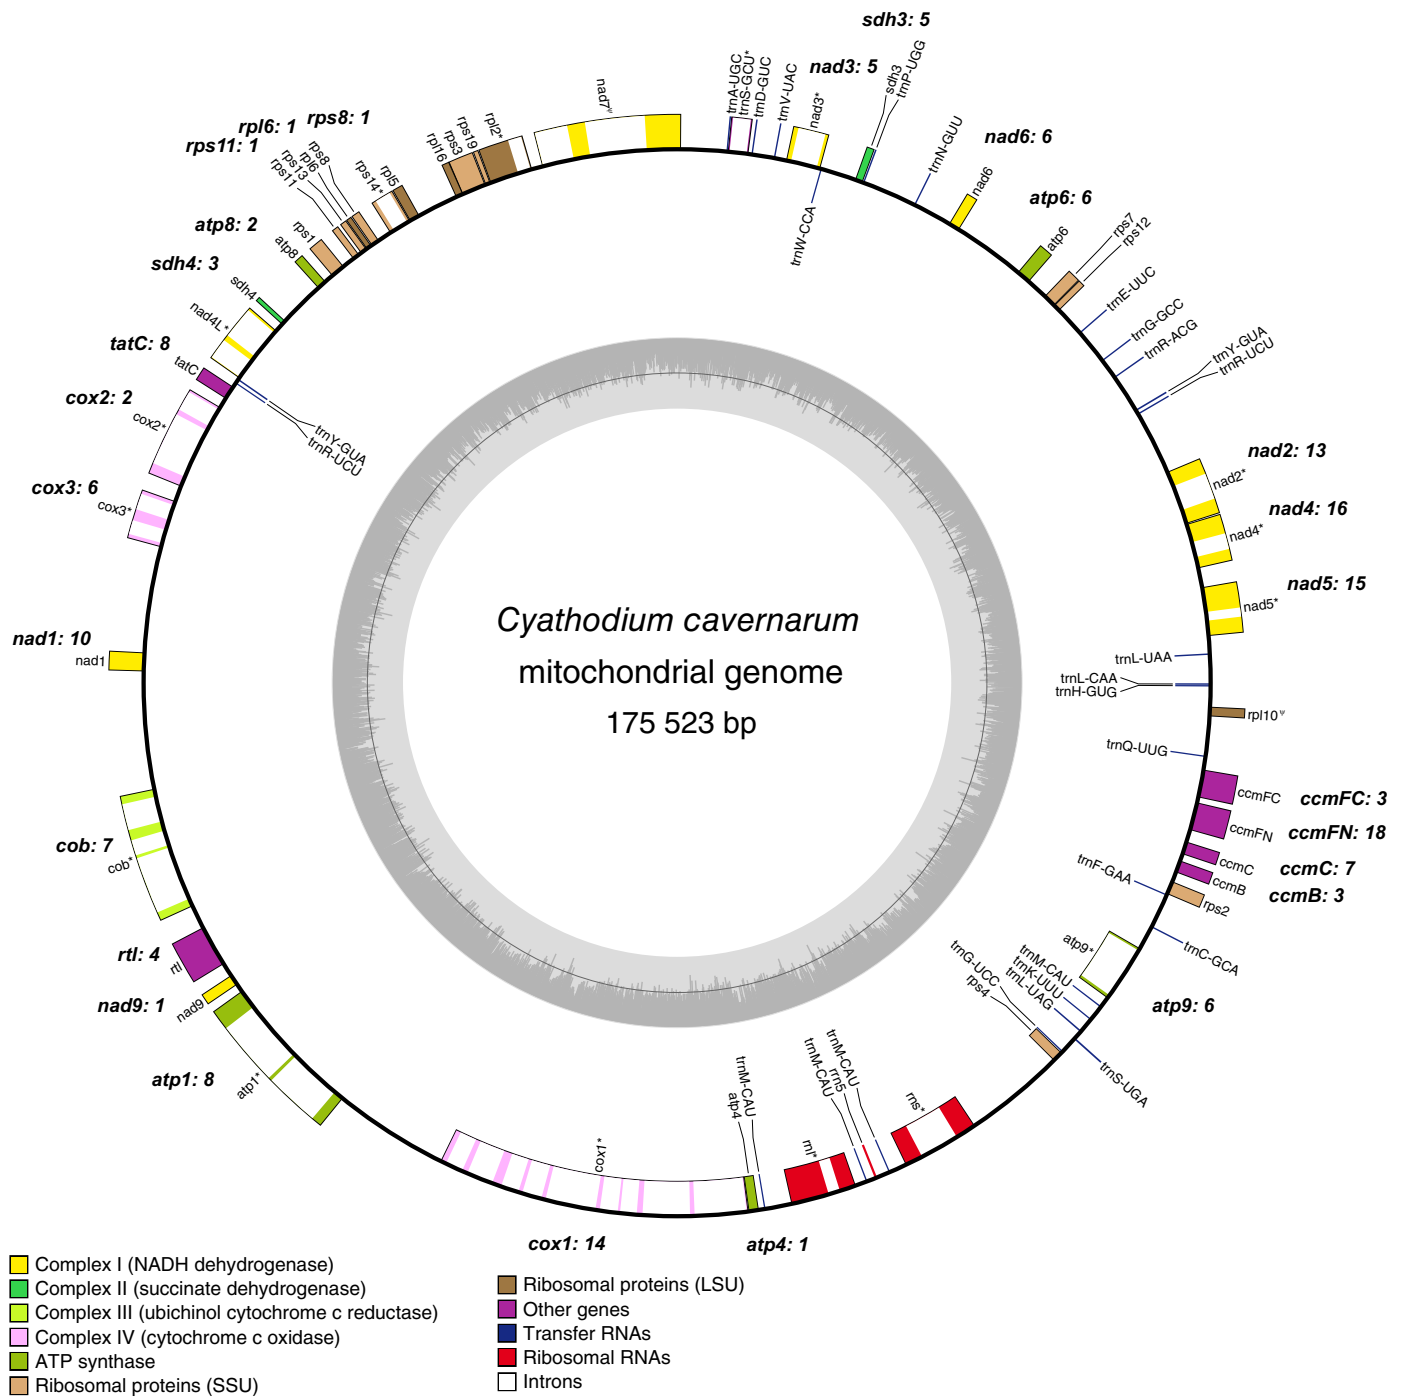 sdh3: 5
nad3: 5
nad6: 6
atp6: 6
nad2: 13
nad4: 16
nad5: 15
ccmFC: 3
ccmFN: 18
ccmC: 7
ccmB: 3
atp9: 6
atp4: 1
cox1: 14
atp1: 8
nad9: 1
rtl: 4
cob: 7
nad1: 10
cox3: 6
cox2: 2
tatC: 8
sdh4: 3
atp8: 2
rps11: 1
rpl6: 1
rps8: 1
nad7ψ
trnA-UGC
trnS-GCU*
trnD-GUC
trnV-UAC
nad3*
trnW-CCA
sdh3
trnP-UGG
trnN-GUU
nad6
atp6
rps7
rps12
trnE-UUC
trnG-GCC
trnR-ACG
trnY-GUA
trnR-UCU
nad2*
nad4*
nad5*
trnL-UAA
trnL-CAA
trnH-GUG
rpl10ψ
trnQ-UUG
ccmFC
ccmFN
ccmC
ccmB
trnF-GAA
rps2
trnC-GCA
atp9*
trnM-CAU
trnK-UUU
trnL-UAG
trnS-UGA
trnG-UCC
rps4
rns*
trnM-CAU
rrn5
trnM-CAU
rnl*
trnM-CAU
atp4
cox1*
atp1*
nad9
rtl
cob*
nad1
cox3*
cox2*
trnY-GUA
trnR-UCU
tatC
nad4L*
sdh4
atp8
rps1
rps11
rps13
rpl6
rps8
rps14*
rpl5
rpl16
rps3
rps19
rpl2*
Cyathodium cavernarum
mitochondrial genome
175 523 bp
Complex I (NADH dehydrogenase)
Complex II (succinate dehydrogenase)
Complex III (ubichinol cytochrome c reductase)
Complex IV (cytochrome c oxidase)
ATP synthase
Ribosomal proteins (SSU)
Ribosomal proteins (LSU)
Other genes
Transfer RNAs
Ribosomal RNAs
Introns